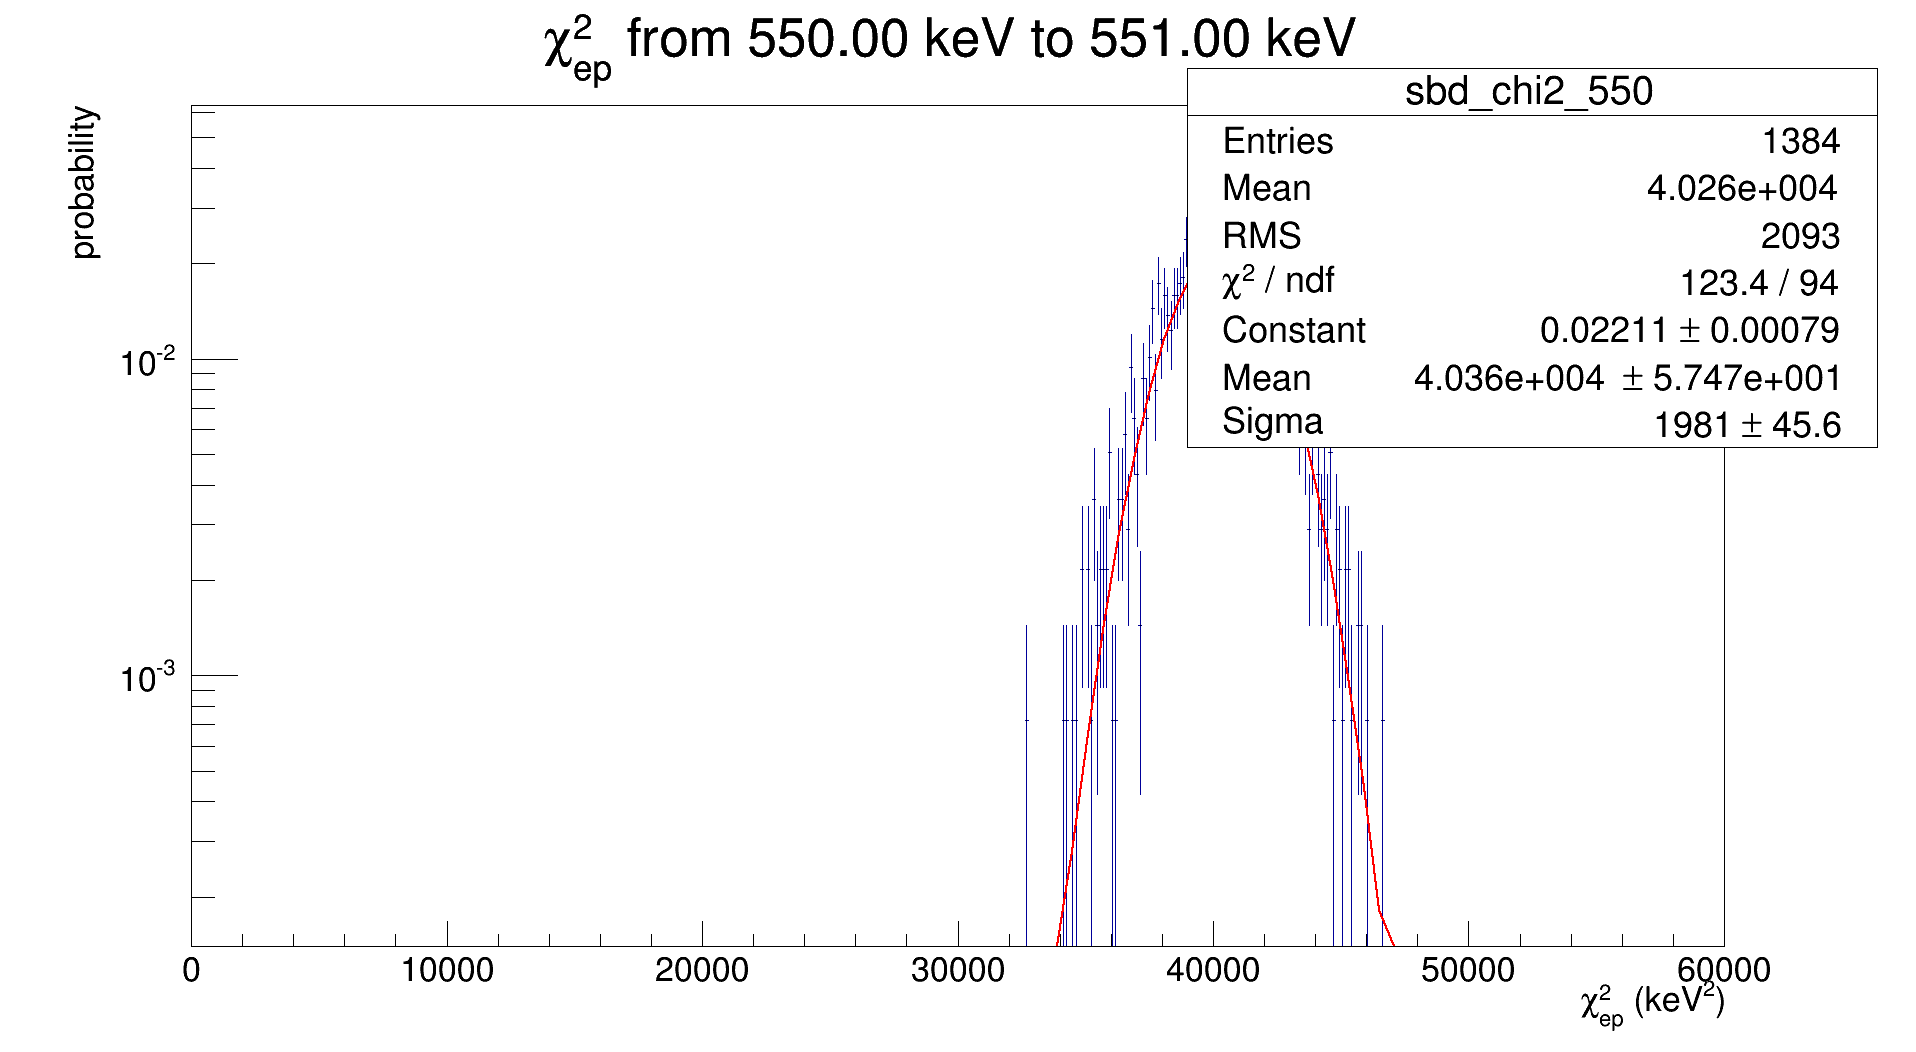 χ²ep from 550.00 keV to 551.00 keV
sbd_chi2_550
Entries 1384
Mean 4.026e+004
RMS 2093
χ² / ndf 123.4 / 94
Constant 0.02211 ± 0.00079
Mean 4.036e+004 ± 5.747e+001
Sigma 1981 ± 45.6
probability
10⁻²
10⁻³
0 10000 20000 30000 40000 50000 60000
χ²ep (keV²)